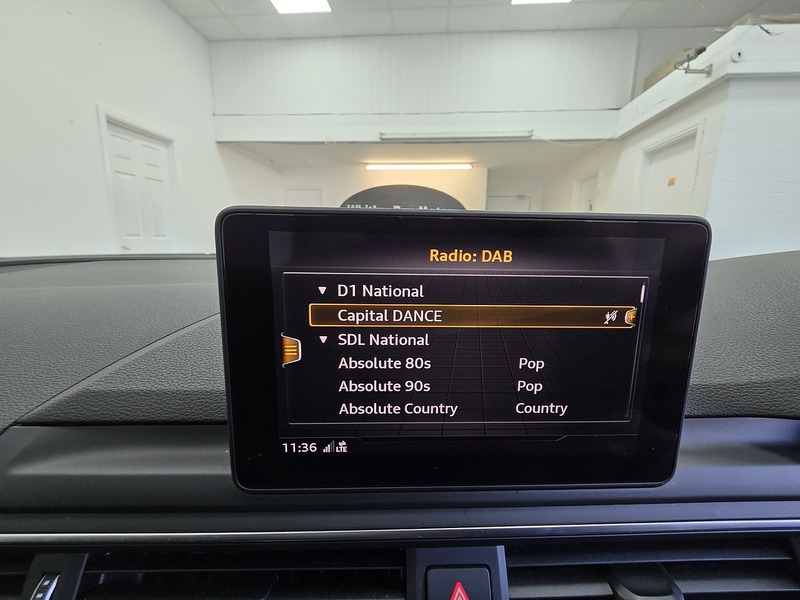 Radio: DAB
D1 National
Capital DANCE
SDL National
Absolute 80s Pop
Absolute 90s Pop
Absolute Country Country
11:36 LTE